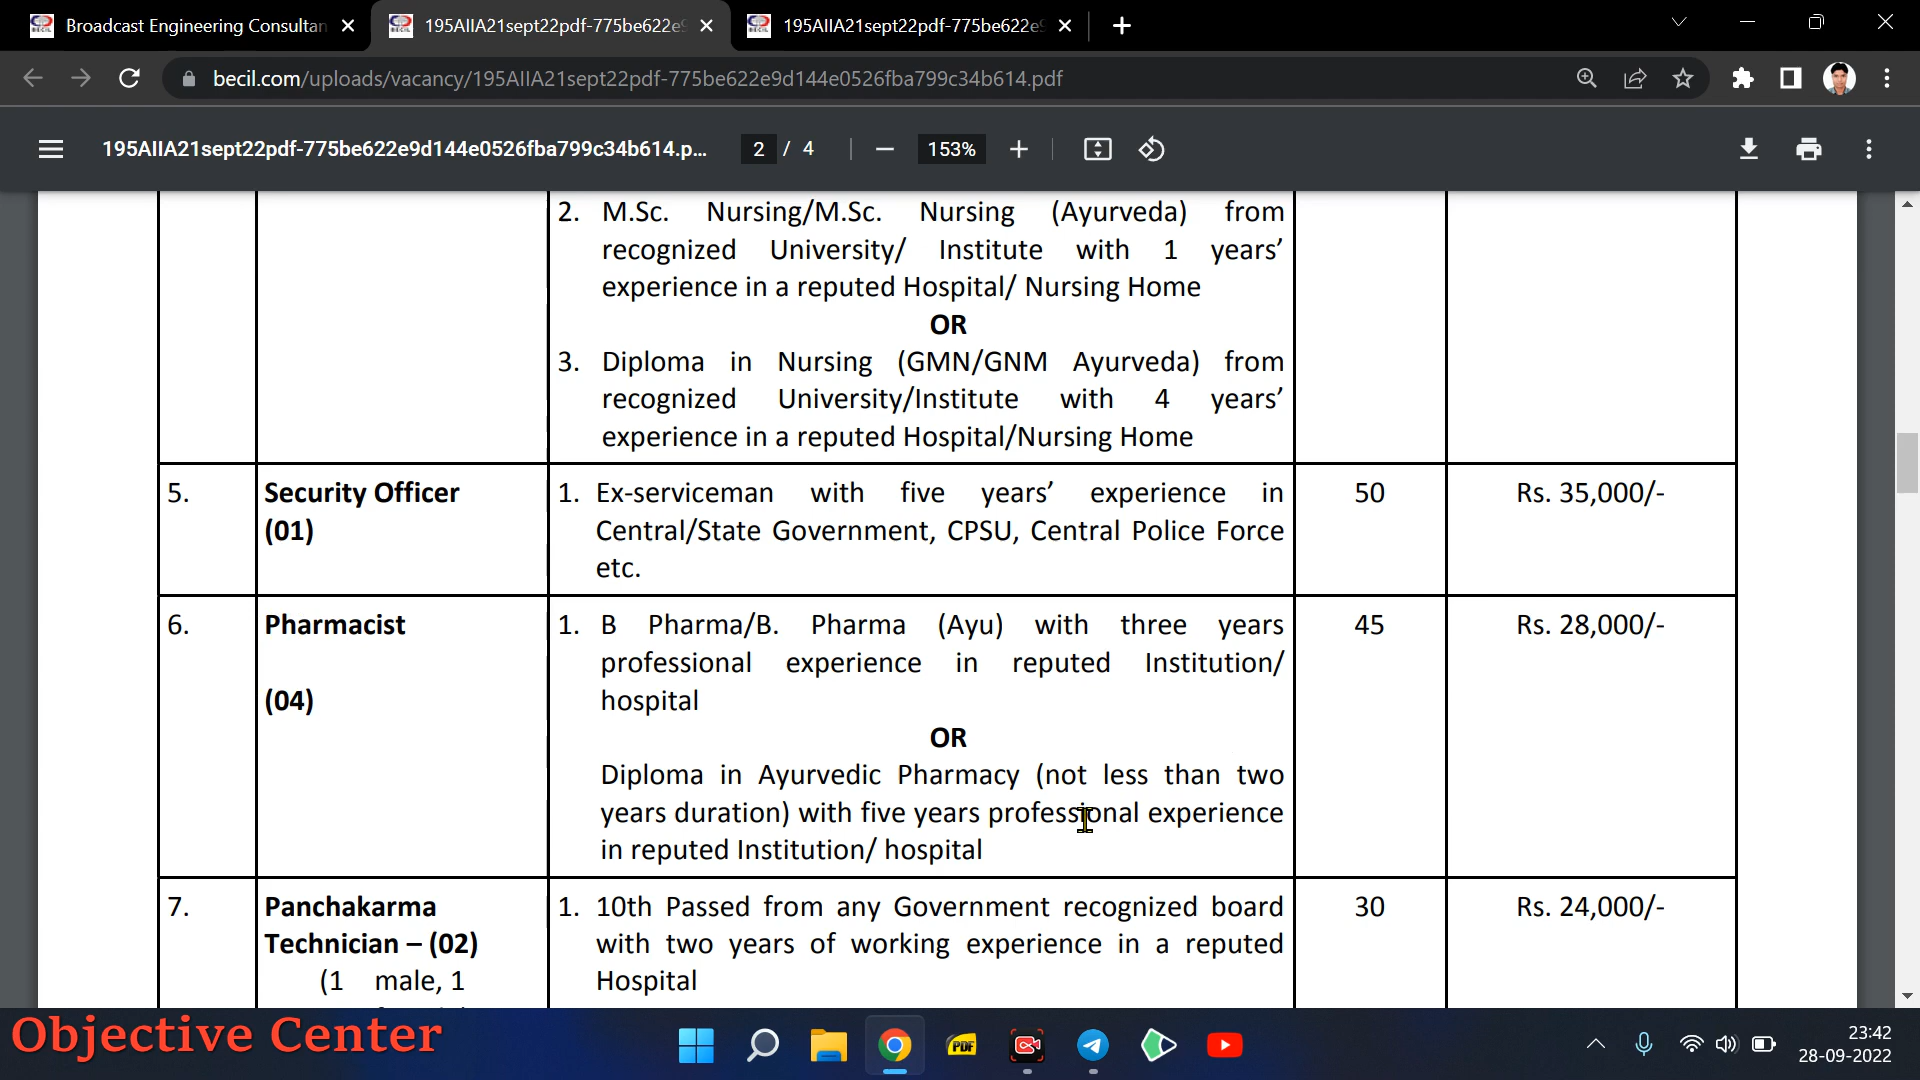 Broadcast Engineering Consultan
195AIIA21sept22pdf-775be622e9
195AIIA21sept22pdf-775be622e
becil.com/uploads/vacancy/195AIIA21sept22pdf-775be622e9d144e0526fba799c34b614.pdf
195AIIA21sept22pdf-775be622e9d144e0526fba799c34b614.p...
2 / 4
153%
2. M.Sc. Nursing/M.Sc. Nursing (Ayurveda) from
recognized University/ Institute with 1 years’
experience in a reputed Hospital/ Nursing Home
OR
3. Diploma in Nursing (GMN/GNM Ayurveda) from
recognized University/Institute with 4 years’
experience in a reputed Hospital/Nursing Home
5.
Security Officer
(01)
1. Ex-serviceman with five years’ experience in
Central/State Government, CPSU, Central Police Force
etc.
50
Rs. 35,000/-
6.
Pharmacist
(04)
1. B Pharma/B. Pharma (Ayu) with three years
professional experience in reputed Institution/
hospital
OR
Diploma in Ayurvedic Pharmacy (not less than two
years duration) with five years professional experience
in reputed Institution/ hospital
45
Rs. 28,000/-
7.
Panchakarma
Technician – (02)
(1 male, 1
1. 10th Passed from any Government recognized board
with two years of working experience in a reputed
Hospital
30
Rs. 24,000/-
Objective Center
PDF
23:42
28-09-2022